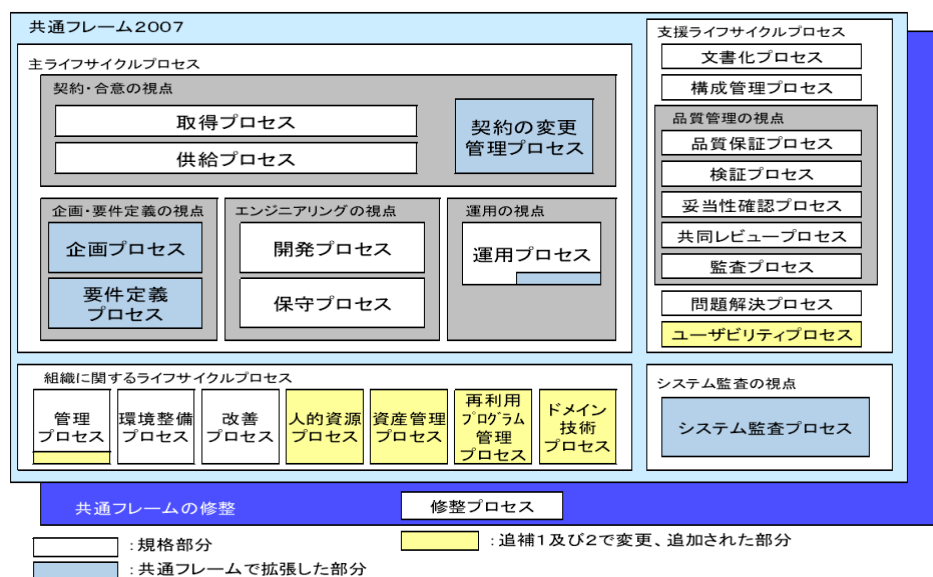 共通フレーム2007
主ライフサイクルプロセス
契約・合意の視点
取得プロセス
供給プロセス
契約の変更
管理プロセス
企画・要件定義の視点
企画プロセス
要件定義
プロセス
エンジニアリングの視点
開発プロセス
保守プロセス
運用の視点
運用プロセス
支援ライフサイクルプロセス
文書化プロセス
構成管理プロセス
品質管理の視点
品質保証プロセス
検証プロセス
妥当性確認プロセス
共同レビュープロセス
監査プロセス
問題解決プロセス
ユーザビリティプロセス
組織に関するライフサイクルプロセス
管理
プロセス
環境整備
プロセス
改善
プロセス
人的資源
プロセス
資産管理
プロセス
再利用
プログラム
管理
プロセス
ドメイン
技術
プロセス
システム監査の視点
システム監査プロセス
共通フレームの修整
修整プロセス
:規格部分
:追補1及び2で変更、追加された部分
:共通フレームで拡張した部分